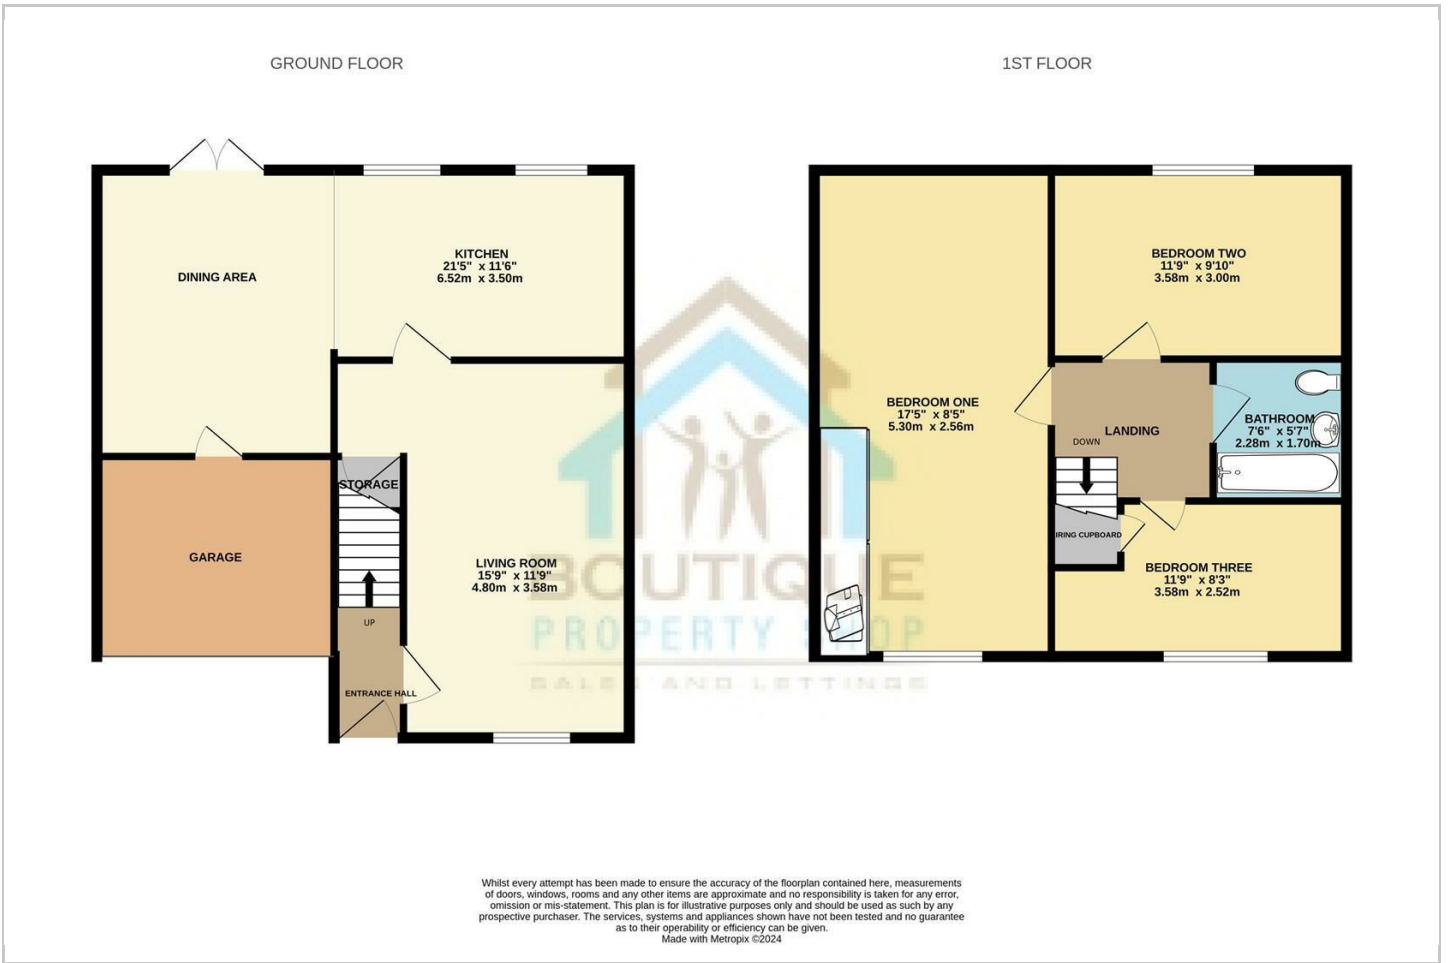 GROUND FLOOR
1ST FLOOR
DINING AREA
KITCHEN
21'5" x 11'6"
6.52m x 3.50m
GARAGE
STORAGE
UP
ENTRANCE HALL
LIVING ROOM
15'9" x 11'9"
4.80m x 3.58m
BEDROOM ONE
17'5" x 8'5"
5.30m x 2.56m
BEDROOM TWO
11'9" x 9'10"
3.58m x 3.00m
LANDING
DOWN
BATHROOM
7'6" x 5'7"
2.28m x 1.70m
IRING CUPBOARD
BEDROOM THREE
11'9" x 8'3"
3.58m x 2.52m
BOUTIQUE
PROPERTY SHOP
SALES AND LETTINGS
Whilst every attempt has been made to ensure the accuracy of the floorplan contained here, measurements
of doors, windows, rooms and any other items are approximate and no responsibility is taken for any error,
omission or mis-statement. This plan is for illustrative purposes only and should be used as such by any
prospective purchaser. The services, systems and appliances shown have not been tested and no guarantee
as to their operability or efficiency can be given.
Made with Metropix ©2024